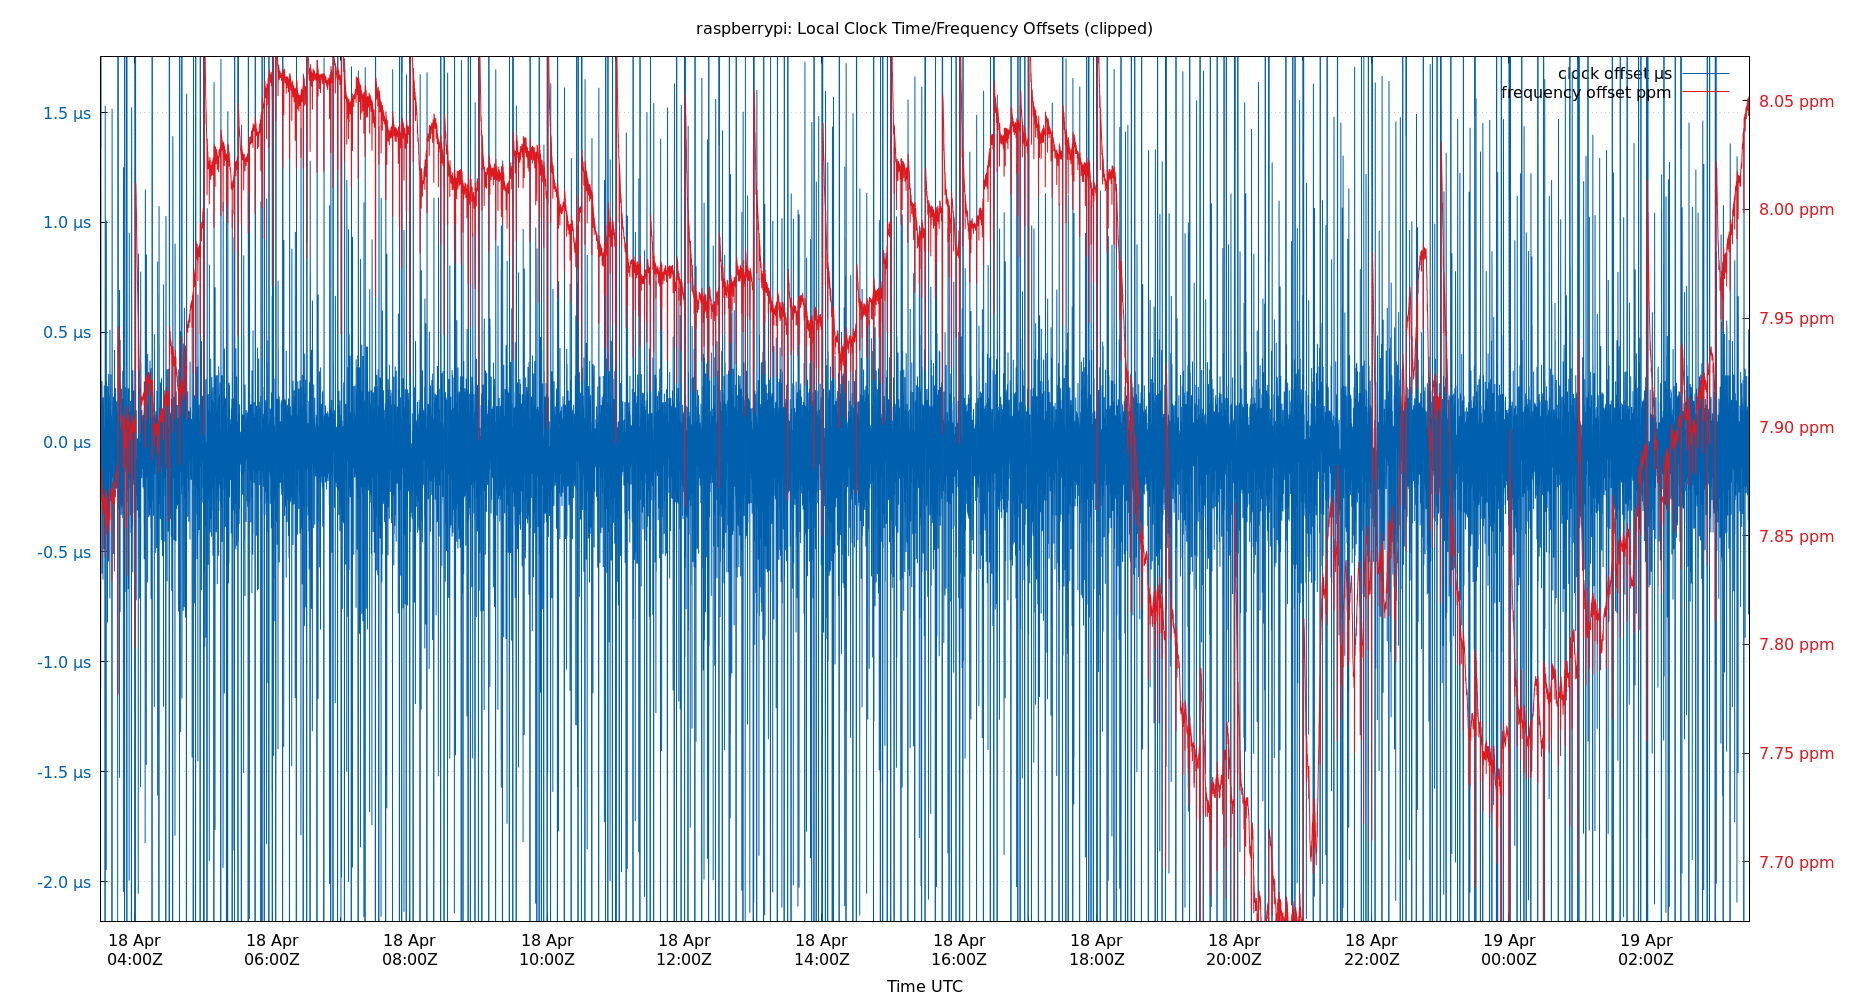 raspberrypi: Local Clock Time/Frequency Offsets (clipped)
clock offset µs
frequency offset ppm
1.5 µs
1.0 µs
0.5 µs
0.0 µs
-0.5 µs
-1.0 µs
-1.5 µs
-2.0 µs
8.05 ppm
8.00 ppm
7.95 ppm
7.90 ppm
7.85 ppm
7.80 ppm
7.75 ppm
7.70 ppm
18 Apr 18 Apr 18 Apr 18 Apr 18 Apr 18 Apr 18 Apr 18 Apr 18 Apr 18 Apr 19 Apr 19 Apr
04:00Z 06:00Z 08:00Z 10:00Z 12:00Z 14:00Z 16:00Z 18:00Z 20:00Z 22:00Z 00:00Z 02:00Z
Time UTC